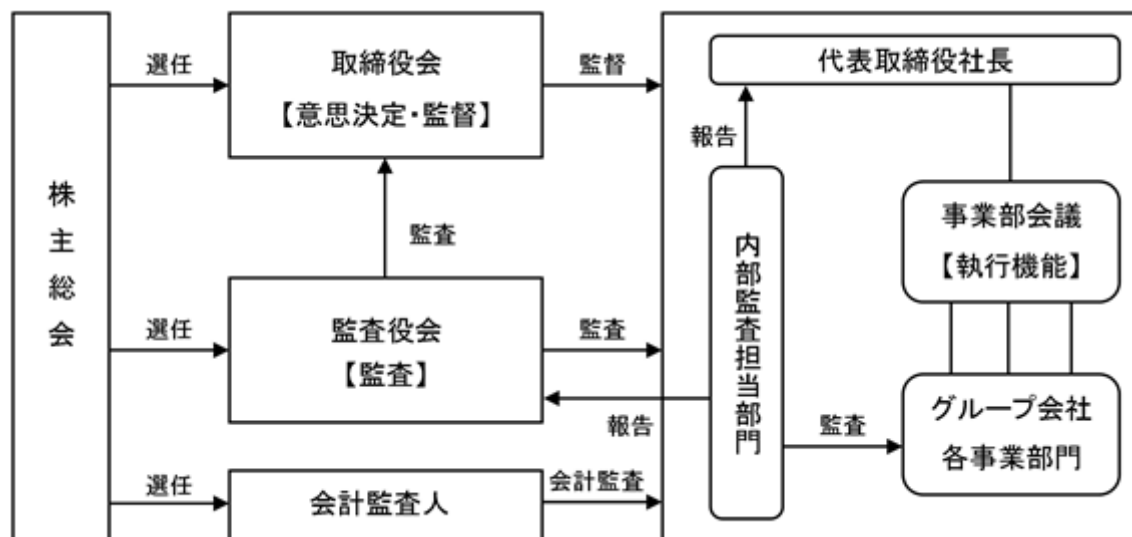 株主総会
選任
取締役会
【意思決定・監督】
監督
監査
選任
監査役会
【監査】
監査
報告
選任
会計監査人
会計監査
代表取締役社長
報告
内部監査担当部門
事業部会議
【執行機能】
監査
グループ会社
各事業部門